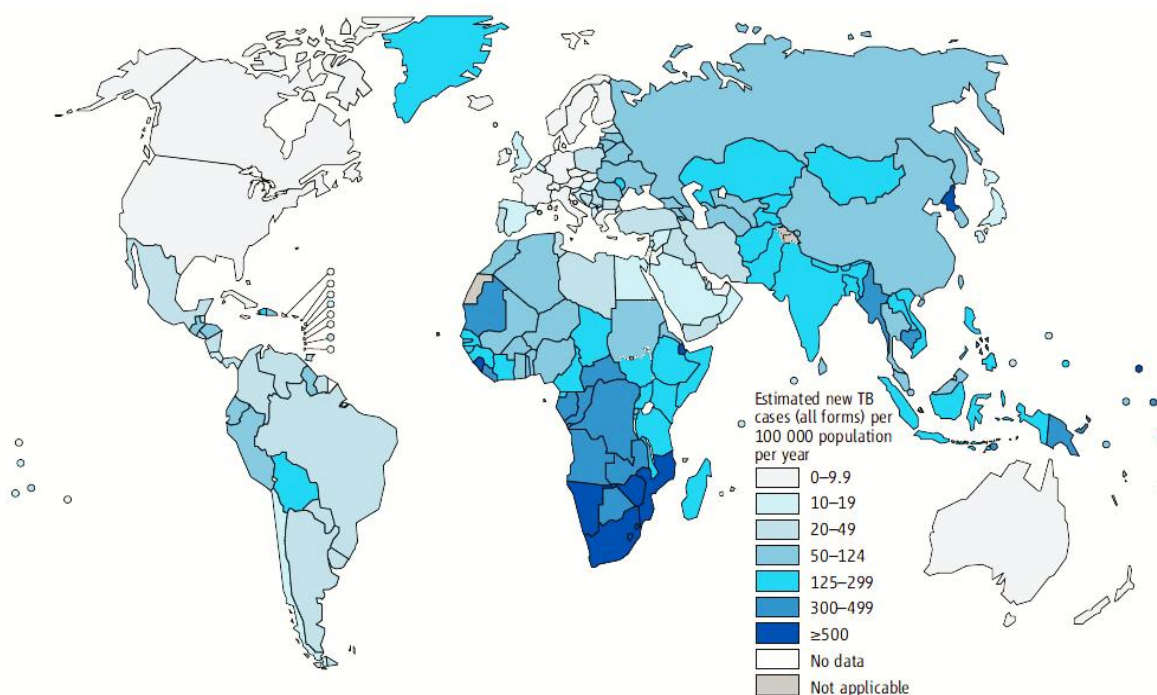 Estimated new TB
cases (all forms) per
100 000 population
per year
0–9.9
10–19
20–49
50–124
125–299
300–499
≥500
No data
Not applicable